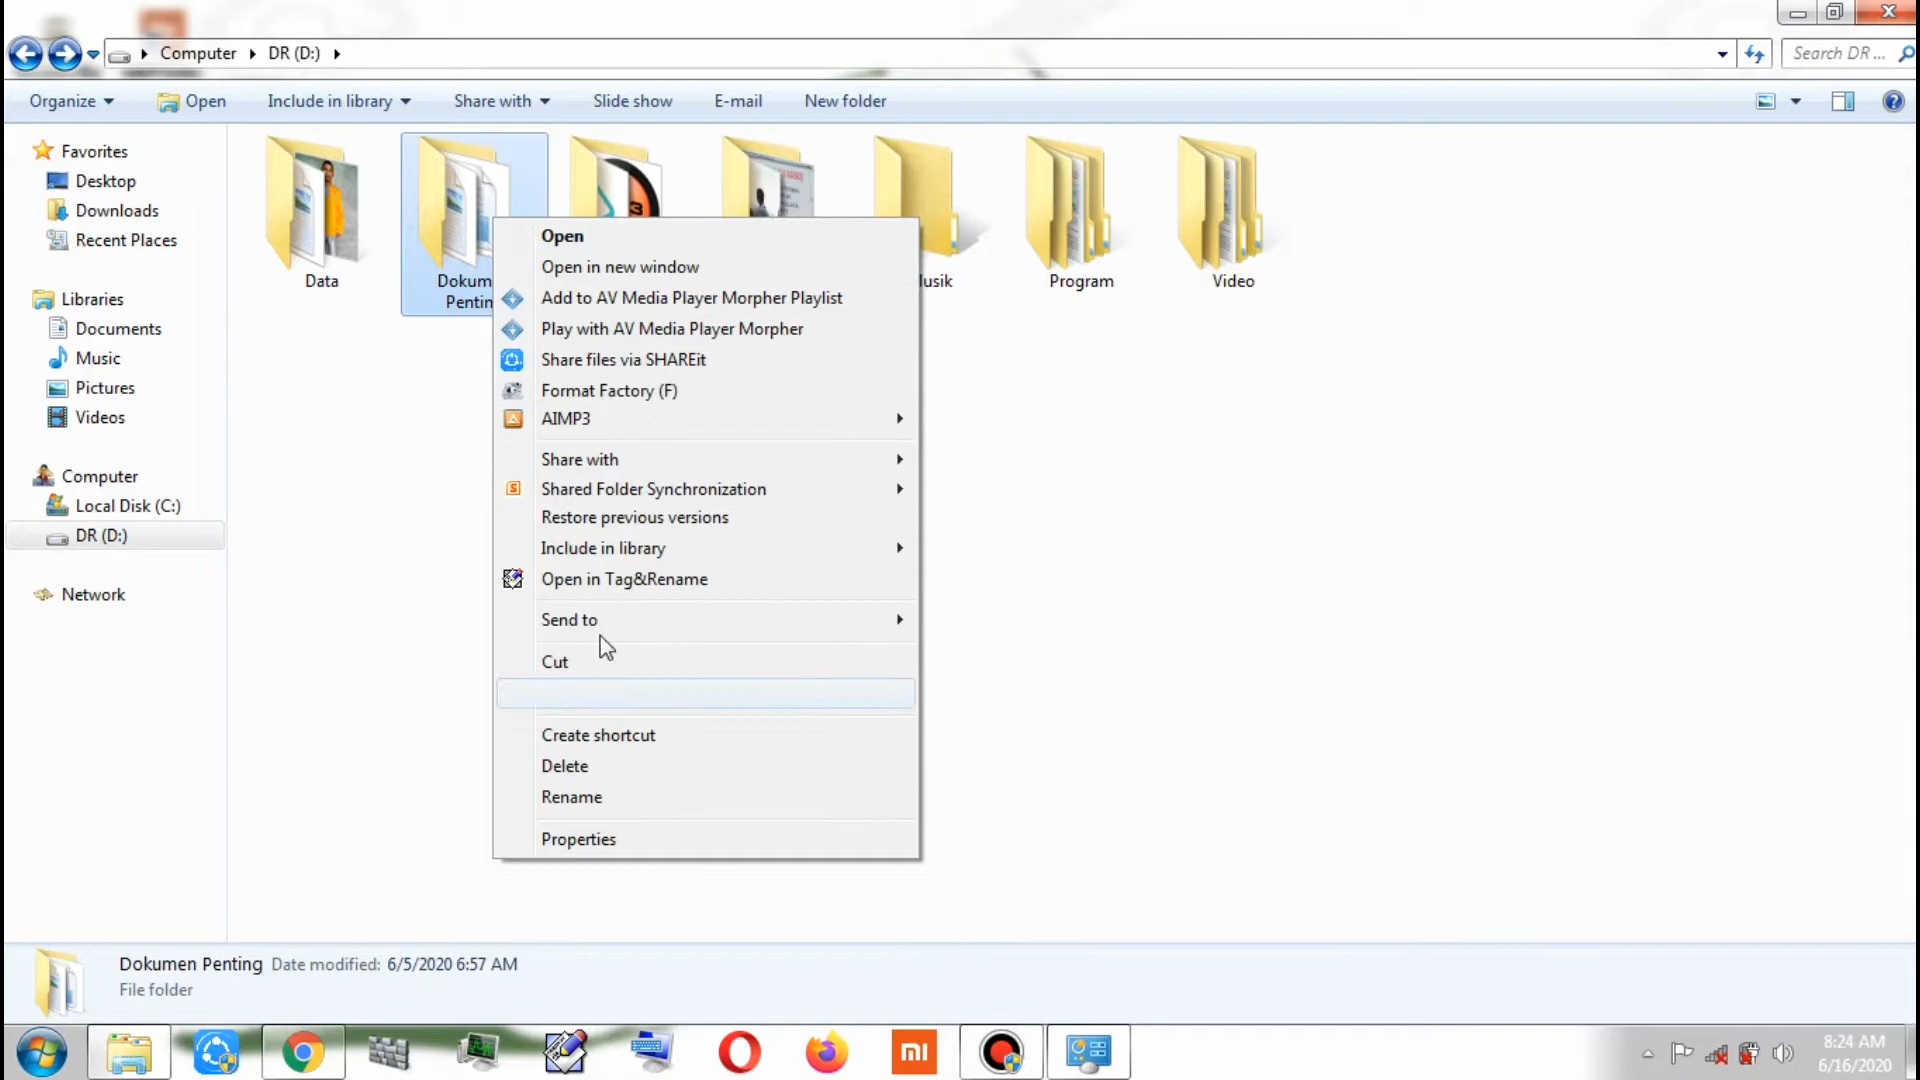 Computer DR (D:) Search DR ...
Organize Open Include in library Share with Slide show E-mail New folder
Favorites
Desktop
Downloads
Recent Places
Libraries
Documents
Music
Pictures
Videos
Computer
Local Disk (C:)
DR (D:)
Network
Data
Penting
usik
Program
Video
Open
Open in new window
Add to AV Media Player Morpher Playlist
Play with AV Media Player Morpher
Share files via SHAREit
Format Factory (F)
AIMP3
Share with
Shared Folder Synchronization
Restore previous versions
Include in library
Open in Tag&Rename
Send to
Cut
Create shortcut
Delete
Rename
Properties
Dokumen Penting Date modified: 6/5/2020 6:57 AM
File folder
mi
8:24 AM
6/16/2020